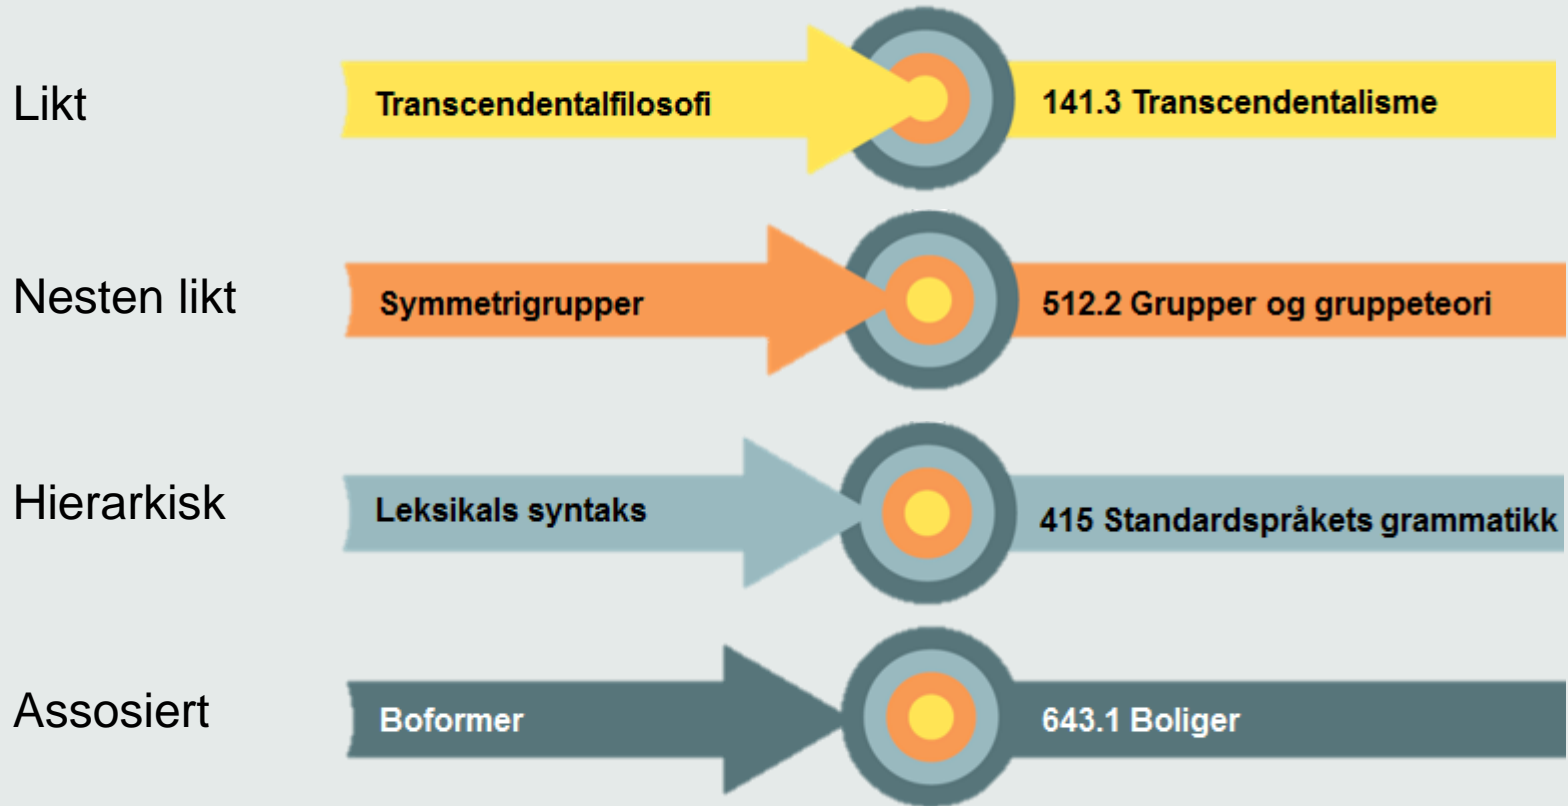 Likt
Transcendentalfilosofi
141.3 Transcendentalisme
Nesten likt
Symmetrigrupper
512.2 Grupper og gruppeteori
Hierarkisk
Leksikals syntaks
415 Standardspråkets grammatikk
Assosiert
Boformer
643.1 Boliger